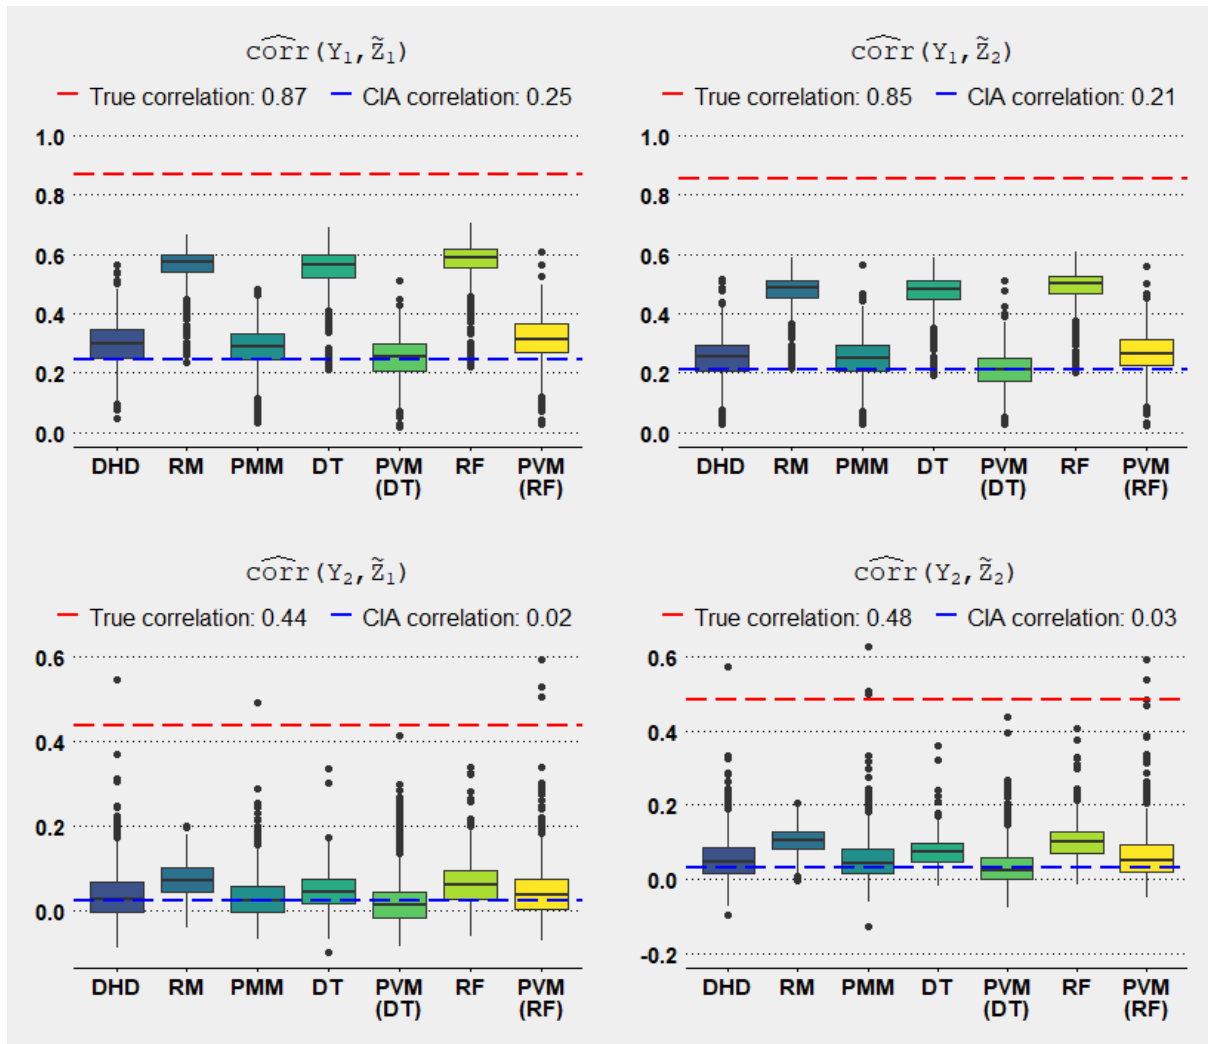 corr(Y₁, Z̃₁)
True correlation: 0.87 CIA correlation: 0.25
1.0
0.8
0.6
0.4
0.2
0.0
DHD RM PMM DT PVM RF PVM
(DT) (RF)
corr(Y₁, Z̃₂)
True correlation: 0.85 CIA correlation: 0.21
1.0
0.8
0.6
0.4
0.2
0.0
DHD RM PMM DT PVM RF PVM
(DT) (RF)
corr(Y₂, Z̃₁)
True correlation: 0.44 CIA correlation: 0.02
0.6
0.4
0.2
0.0
DHD RM PMM DT PVM RF PVM
(DT) (RF)
corr(Y₂, Z̃₂)
True correlation: 0.48 CIA correlation: 0.03
0.6
0.4
0.2
0.0
-0.2
DHD RM PMM DT PVM RF PVM
(DT) (RF)